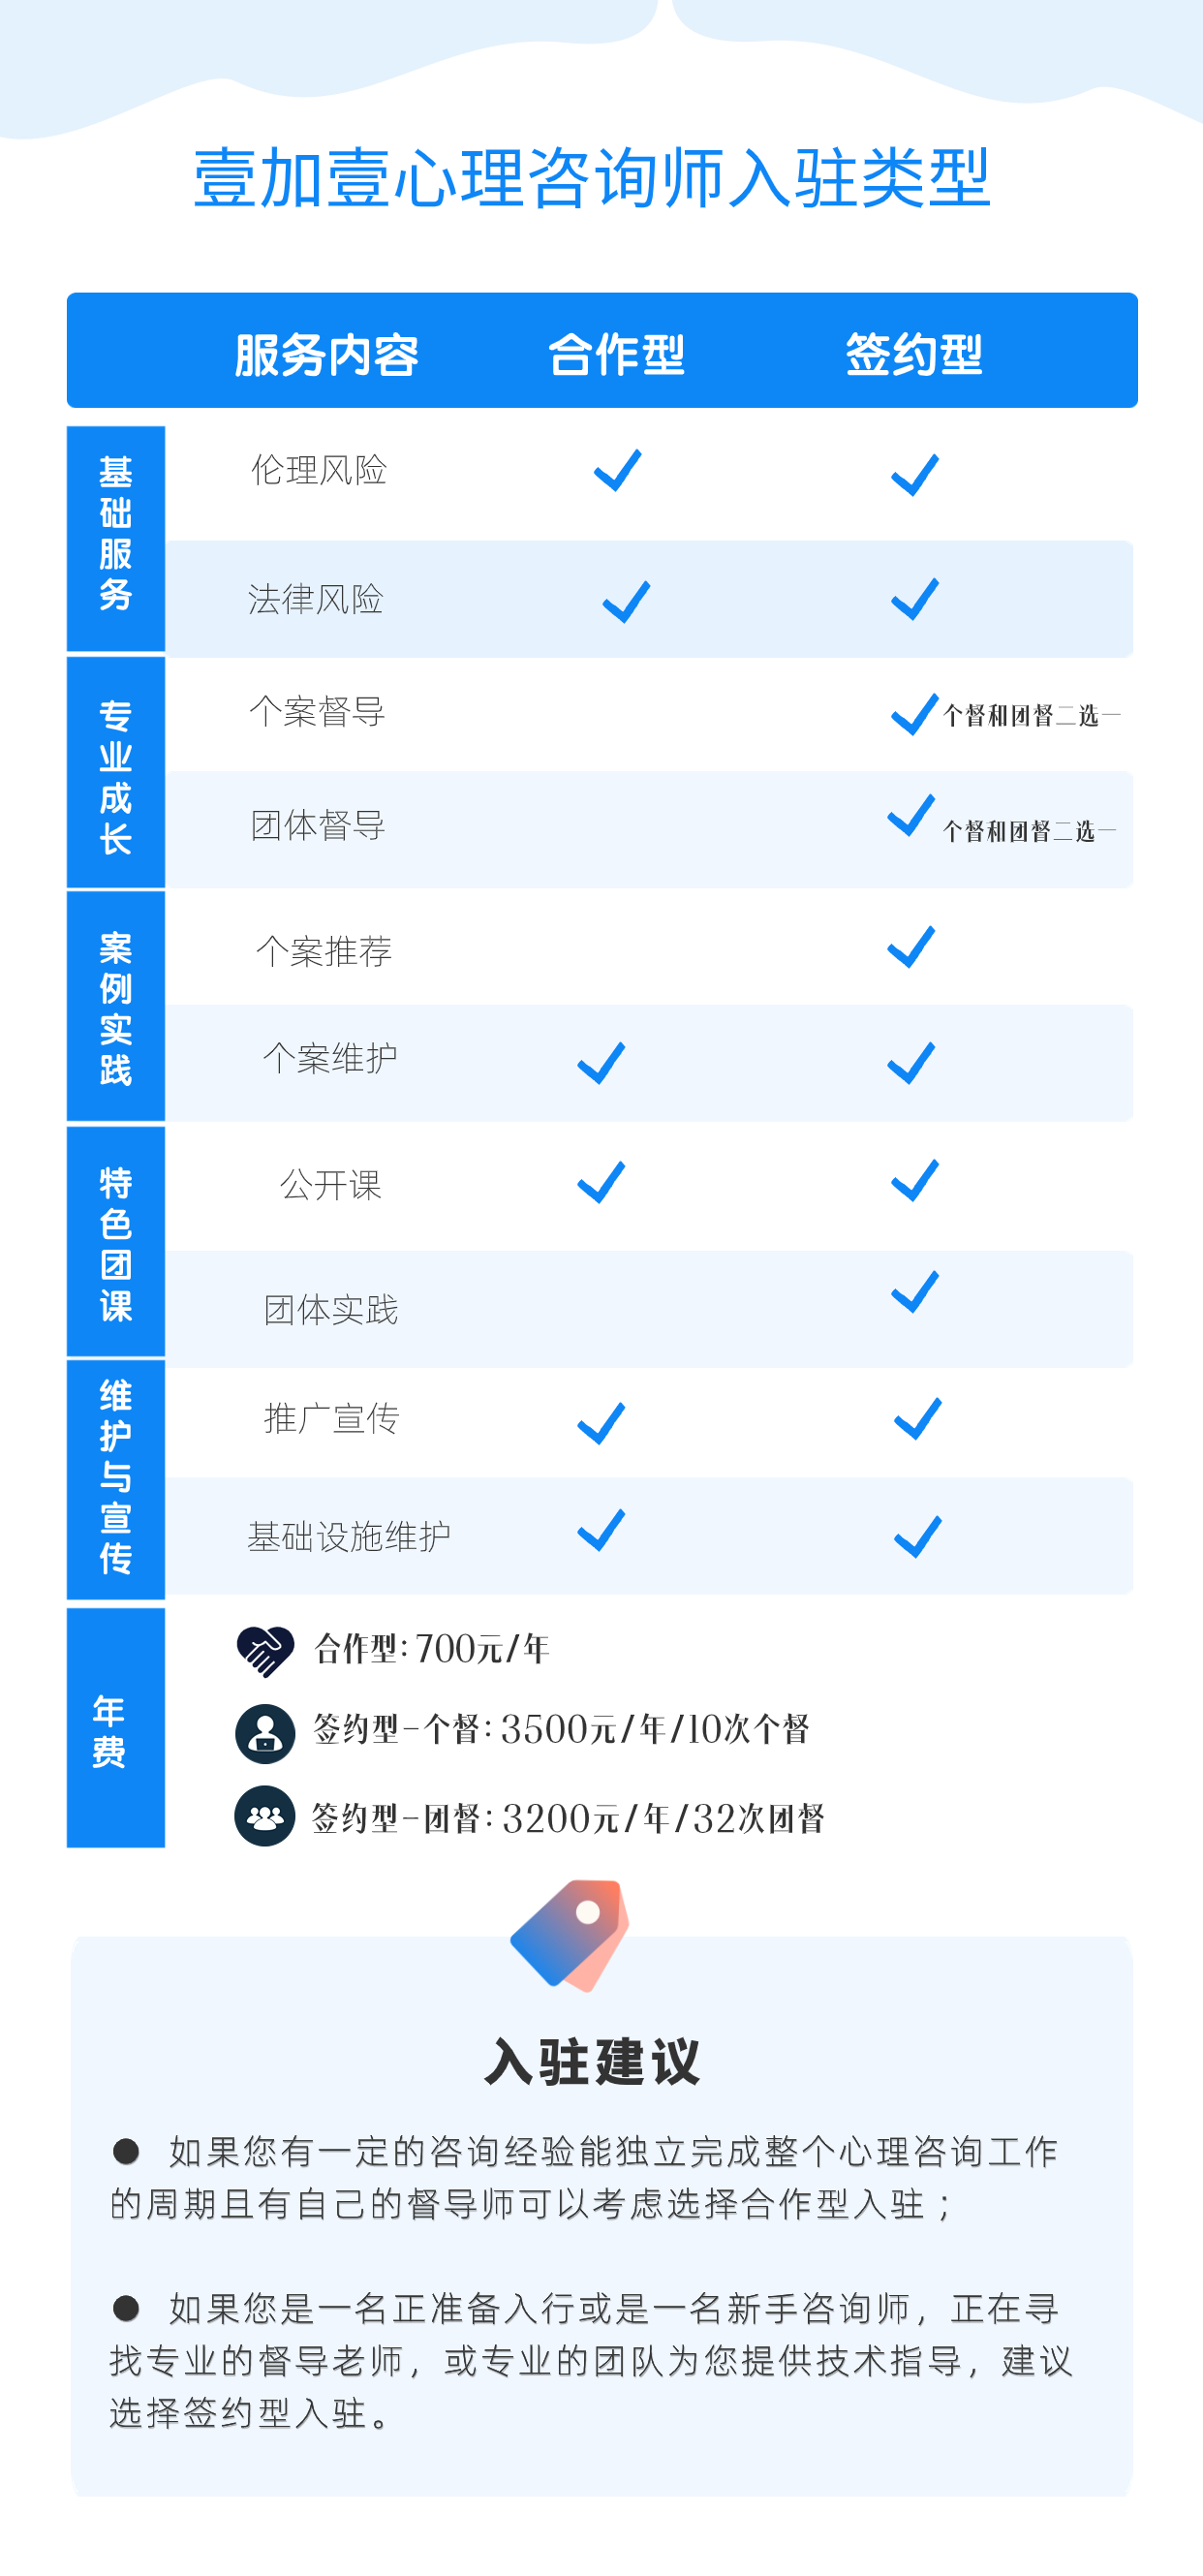 壹加壹心理咨询师入驻类型
服务内容 合作型 签约型
基础服务
伦理风险
法律风险
专业成长
个案督导 个督和团督二选一
团体督导 个督和团督二选一
案例实践
个案推荐
个案维护
特色团课
公开课
团体实践
维护与宣传
推广宣传
基础设施维护
年费
合作型：700元/年
签约型-个督：3500元/年/10次个督
签约型-团督：3200元/年/32次团督
入驻建议
● 如果您有一定的咨询经验能独立完成整个心理咨询工作
的周期且有自己的督导师可以考虑选择合作型入驻；
● 如果您是一名正准备入行或是一名新手咨询师，正在寻
找专业的督导老师，或专业的团队为您提供技术指导，建议
选择签约型入驻。